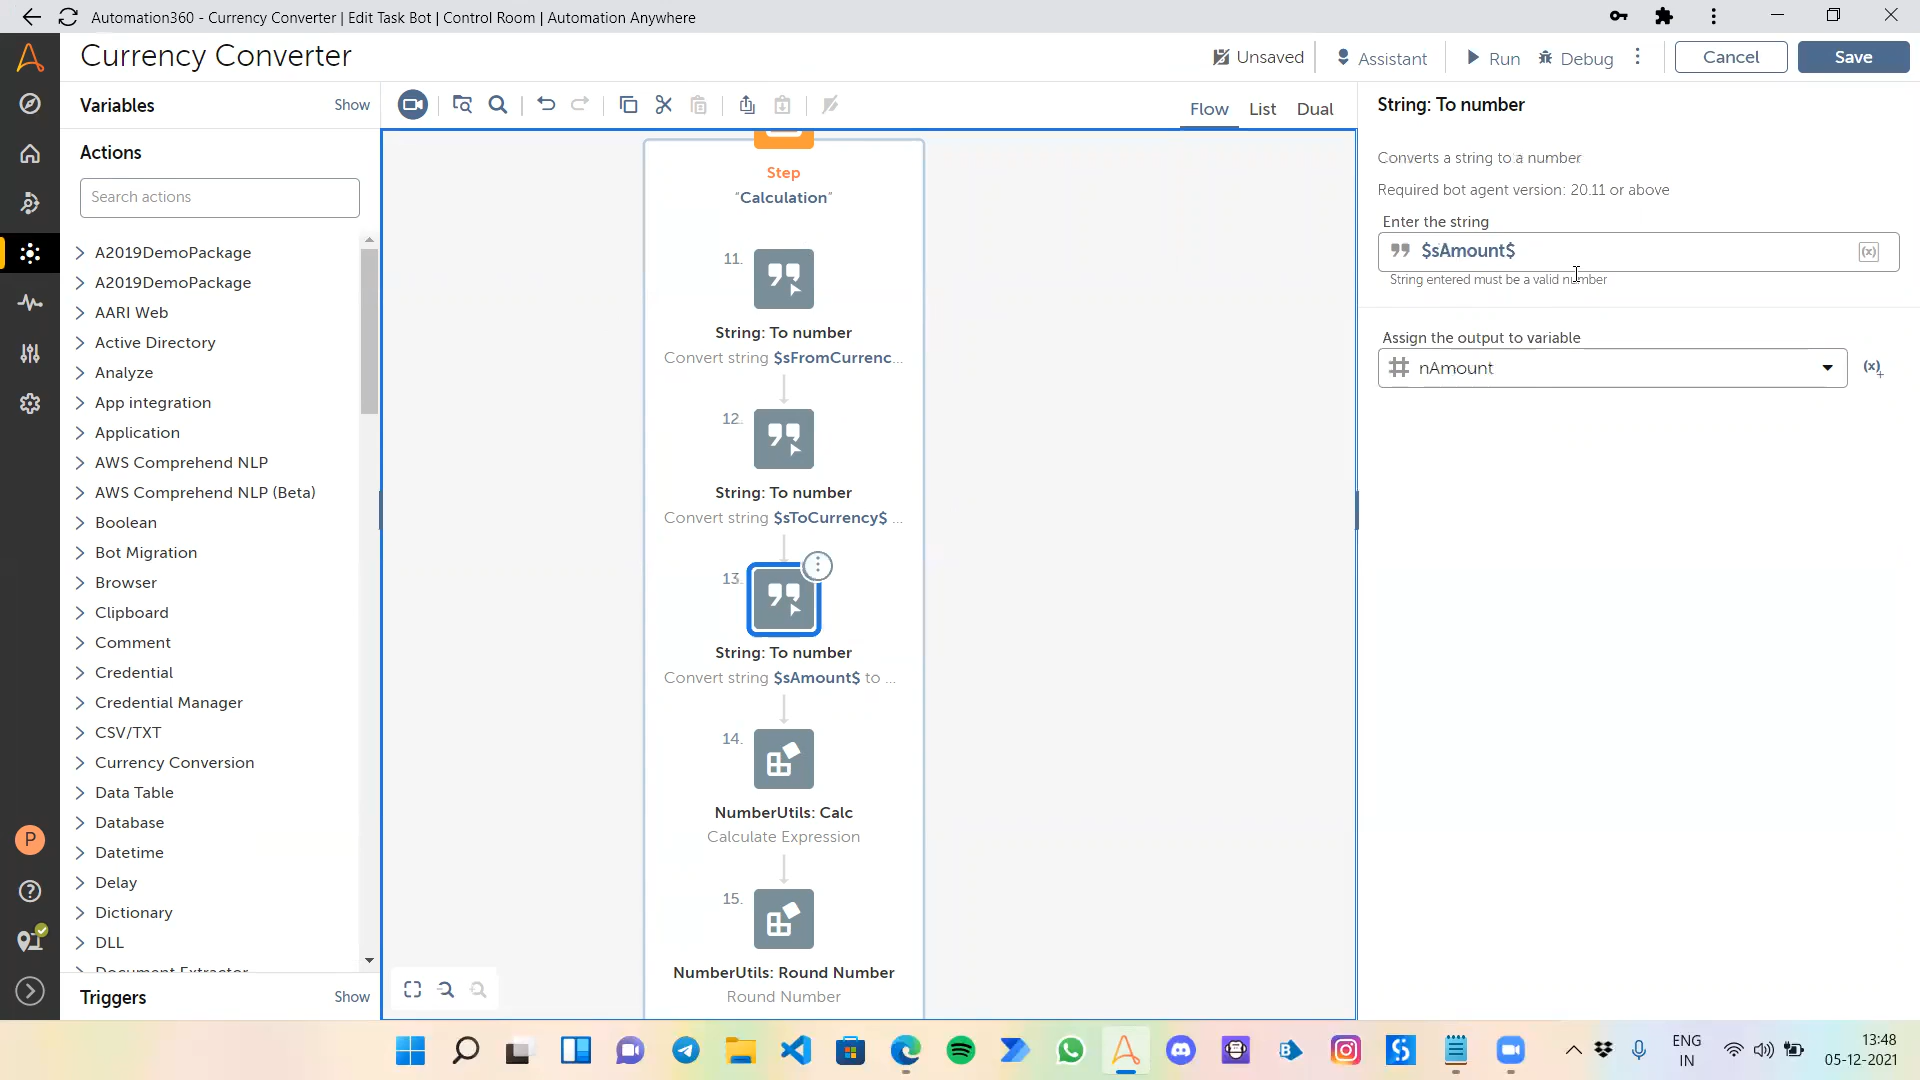 Automation360 - Currency Converter | Edit Task Bot | Control Room | Automation Anywhere
Currency Converter
Unsaved
Assistant
Run
Debug
Cancel
Save
Variables
Show
Flow
List
Dual
String: To number
Actions
Search actions
A2019DemoPackage
A2019DemoPackage
AARI Web
Active Directory
Analyze
App integration
Application
AWS Comprehend NLP
AWS Comprehend NLP (Beta)
Boolean
Bot Migration
Browser
Clipboard
Comment
Credential
Credential Manager
CSV/TXT
Currency Conversion
Data Table
Database
Datetime
Delay
Dictionary
DLL
Document Extractor
Triggers
Show
Step
“Calculation”
11.
String: To number
Convert string $sFromCurrenc...
12.
String: To number
Convert string $sToCurrency$ ...
13.
String: To number
Convert string $sAmount$ to ...
14.
NumberUtils: Calc
Calculate Expression
15.
NumberUtils: Round Number
Round Number
Converts a string to a number
Required bot agent version: 20.11 or above
Enter the string
$sAmount$
(x)
String entered must be a valid number
Assign the output to variable
nAmount
(x)+
P
ENG
IN
13:48
05-12-2021